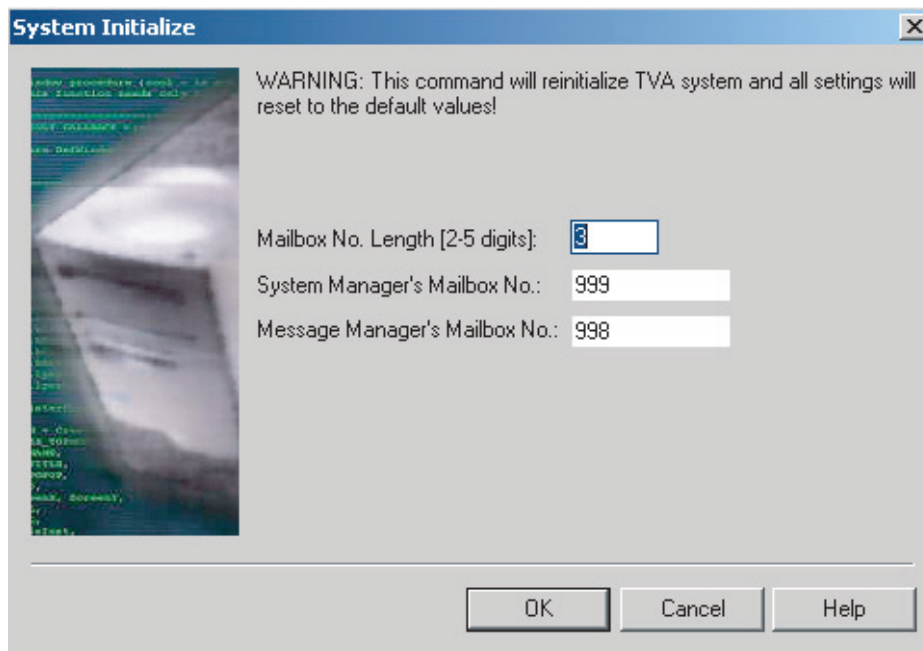 System Initialize
WARNING: This command will reinitialize TVA system and all settings will
reset to the default values!
Mailbox No. Length [2-5 digits]: 3
System Manager's Mailbox No.: 999
Message Manager's Mailbox No.: 998
OK Cancel Help